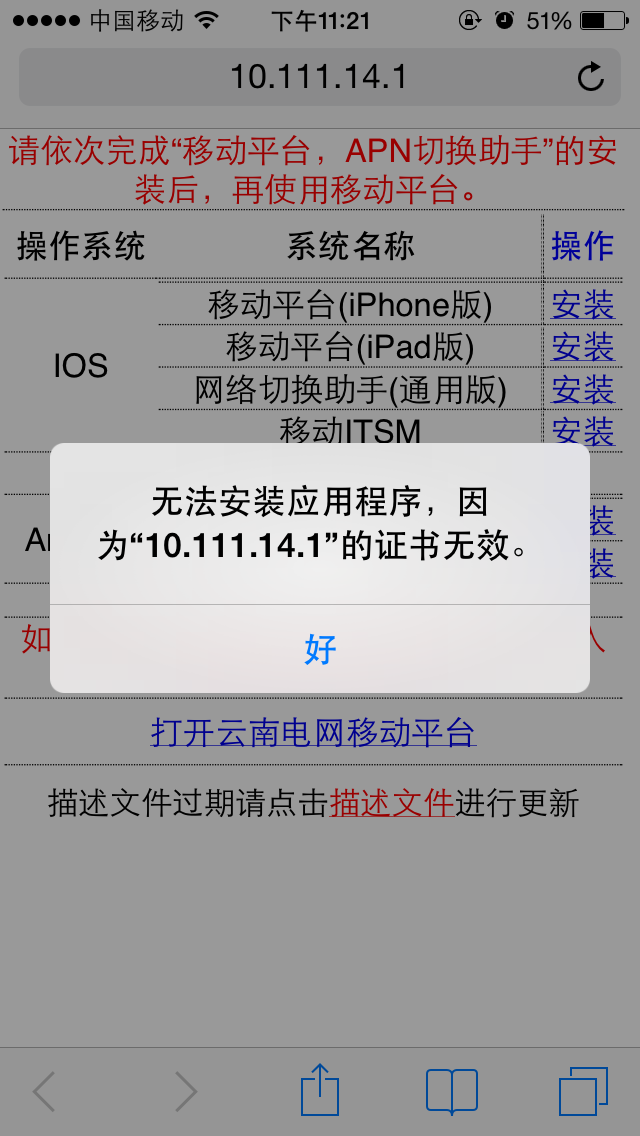 中国移动 下午11:21 51%
10.111.14.1
请依次完成“移动平台，APN切换助手”的安
装后，再使用移动平台。
操作系统 系统名称 操作
移动平台(iPhone版) 安装
移动平台(iPad版) 安装
IOS
网络切换助手(通用版) 安装
移动ITSM 安装
无法安装应用程序，因
为“10.111.14.1”的证书无效。
装
装
如
好
打开云南电网移动平台
描述文件过期请点击描述文件进行更新